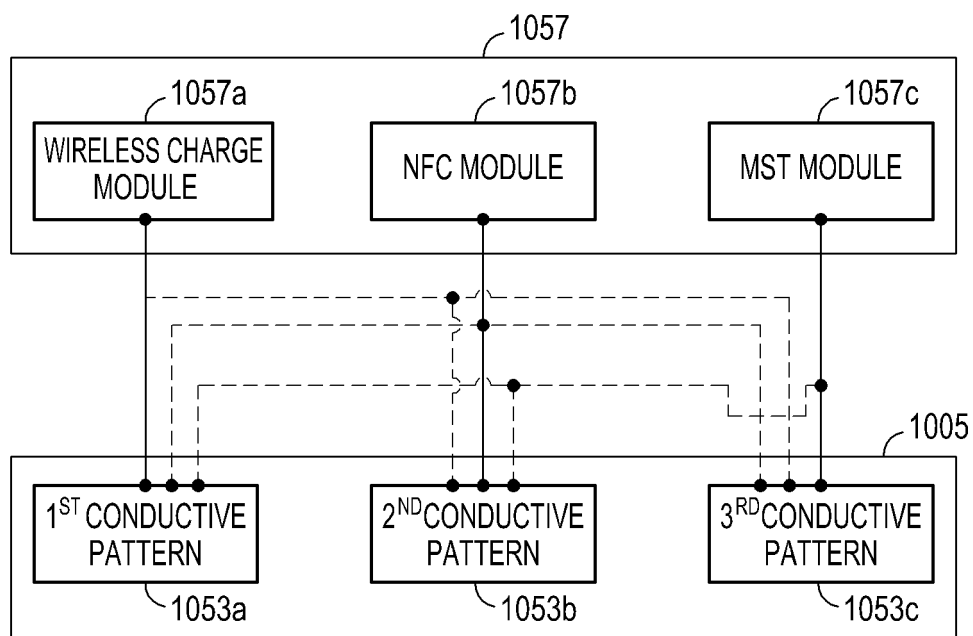 1057
1057a
1057b
1057c
WIRELESS CHARGE
MODULE
NFC MODULE
MST MODULE
1005
1ST CONDUCTIVE
PATTERN
2ND CONDUCTIVE
PATTERN
3RD CONDUCTIVE
PATTERN
1053a
1053b
1053c